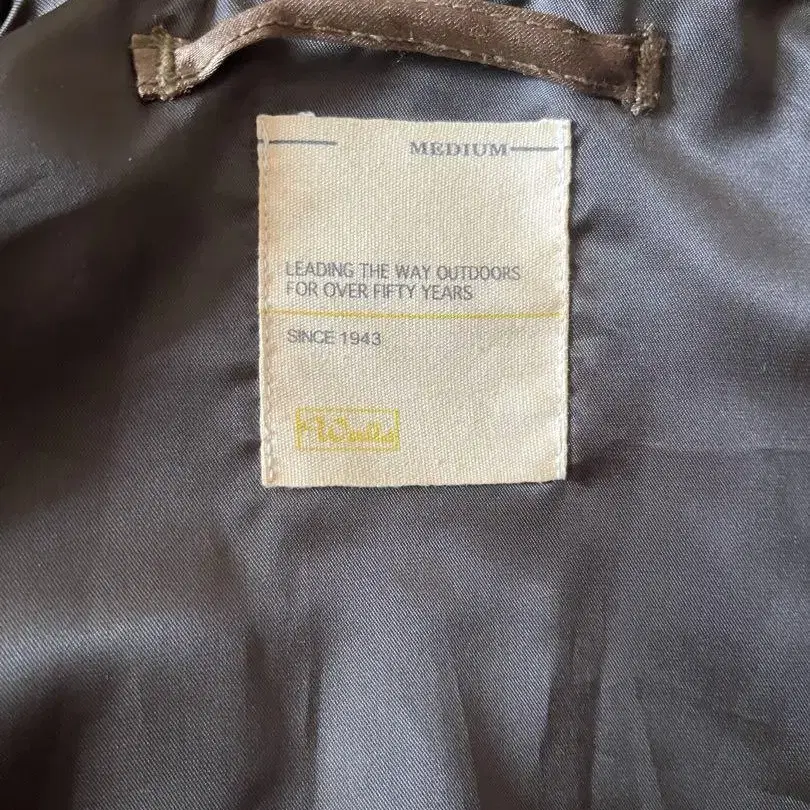 MEDIUM
LEADING THE WAY OUTDOORS
FOR OVER FIFTY YEARS
SINCE 1943